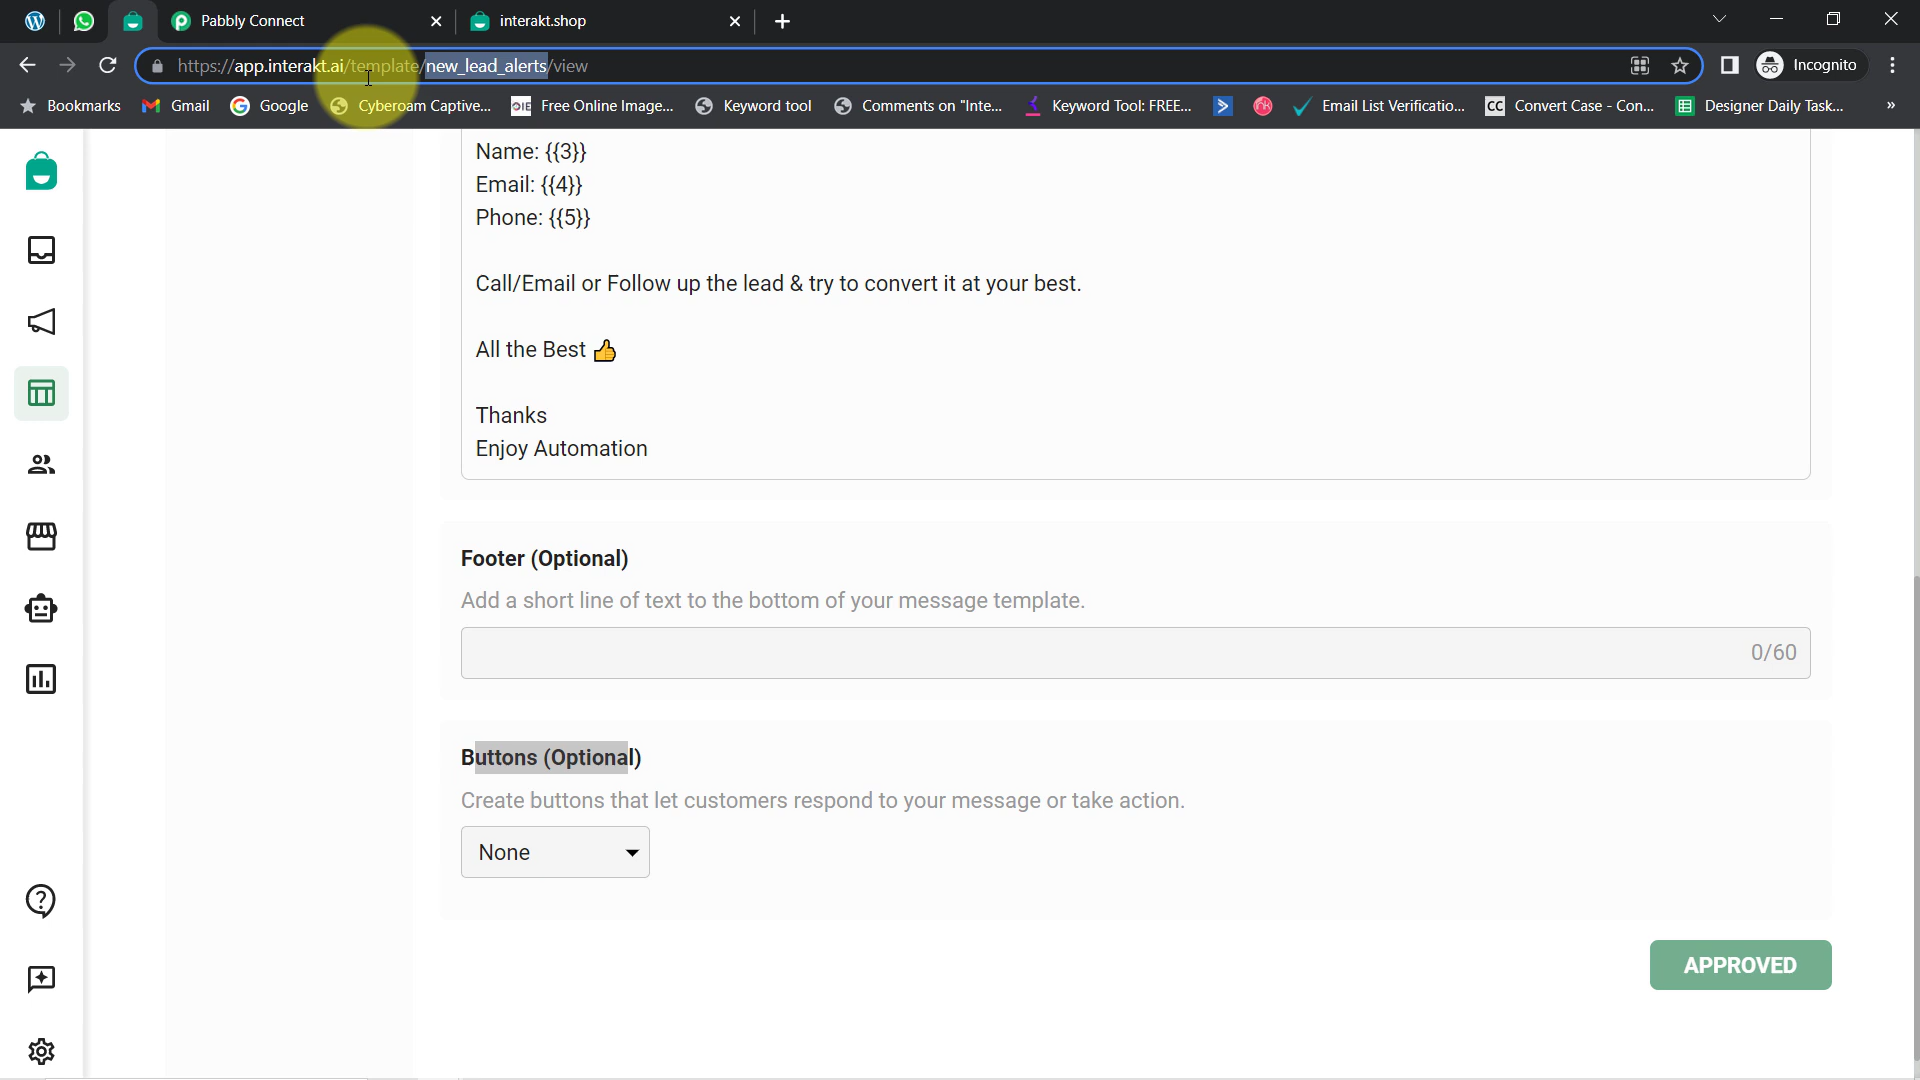 Pabbly Connect
interakt.shop
https://app.interakt.ai/template/new_lead_alerts/view
Incognito
Bookmarks
Gmail
Google
Cyberoam Captive...
OIE
Free Online Image...
Keyword tool
Comments on "Inte...
Keyword Tool: FREE...
Email List Verificatio...
CC
Convert Case - Con...
Designer Daily Task...
»
Name: {{3}}
Email: {{4}}
Phone: {{5}}
Call/Email or Follow up the lead & try to convert it at your best.
All the Best 👍
Thanks
Enjoy Automation
Footer (Optional)
Add a short line of text to the bottom of your message template.
0/60
Buttons (Optional)
Create buttons that let customers respond to your message or take action.
None
APPROVED